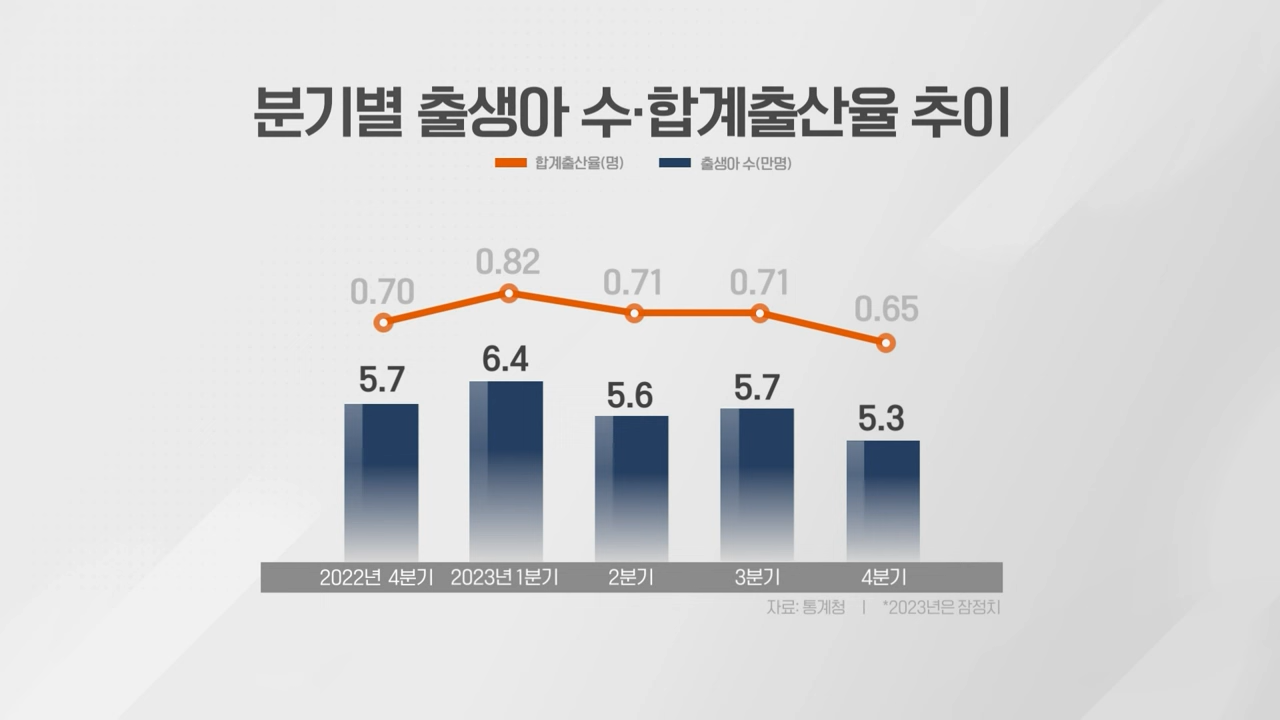 분기별 출생아 수·합계출산율 추이
합계출산율(명) 출생아 수(만명)
0.70 0.82 0.71 0.71 0.65
5.7 6.4 5.6 5.7 5.3
2022년 4분기 2023년 1분기 2분기 3분기 4분기
자료: 통계청 | *2023년은 잠정치